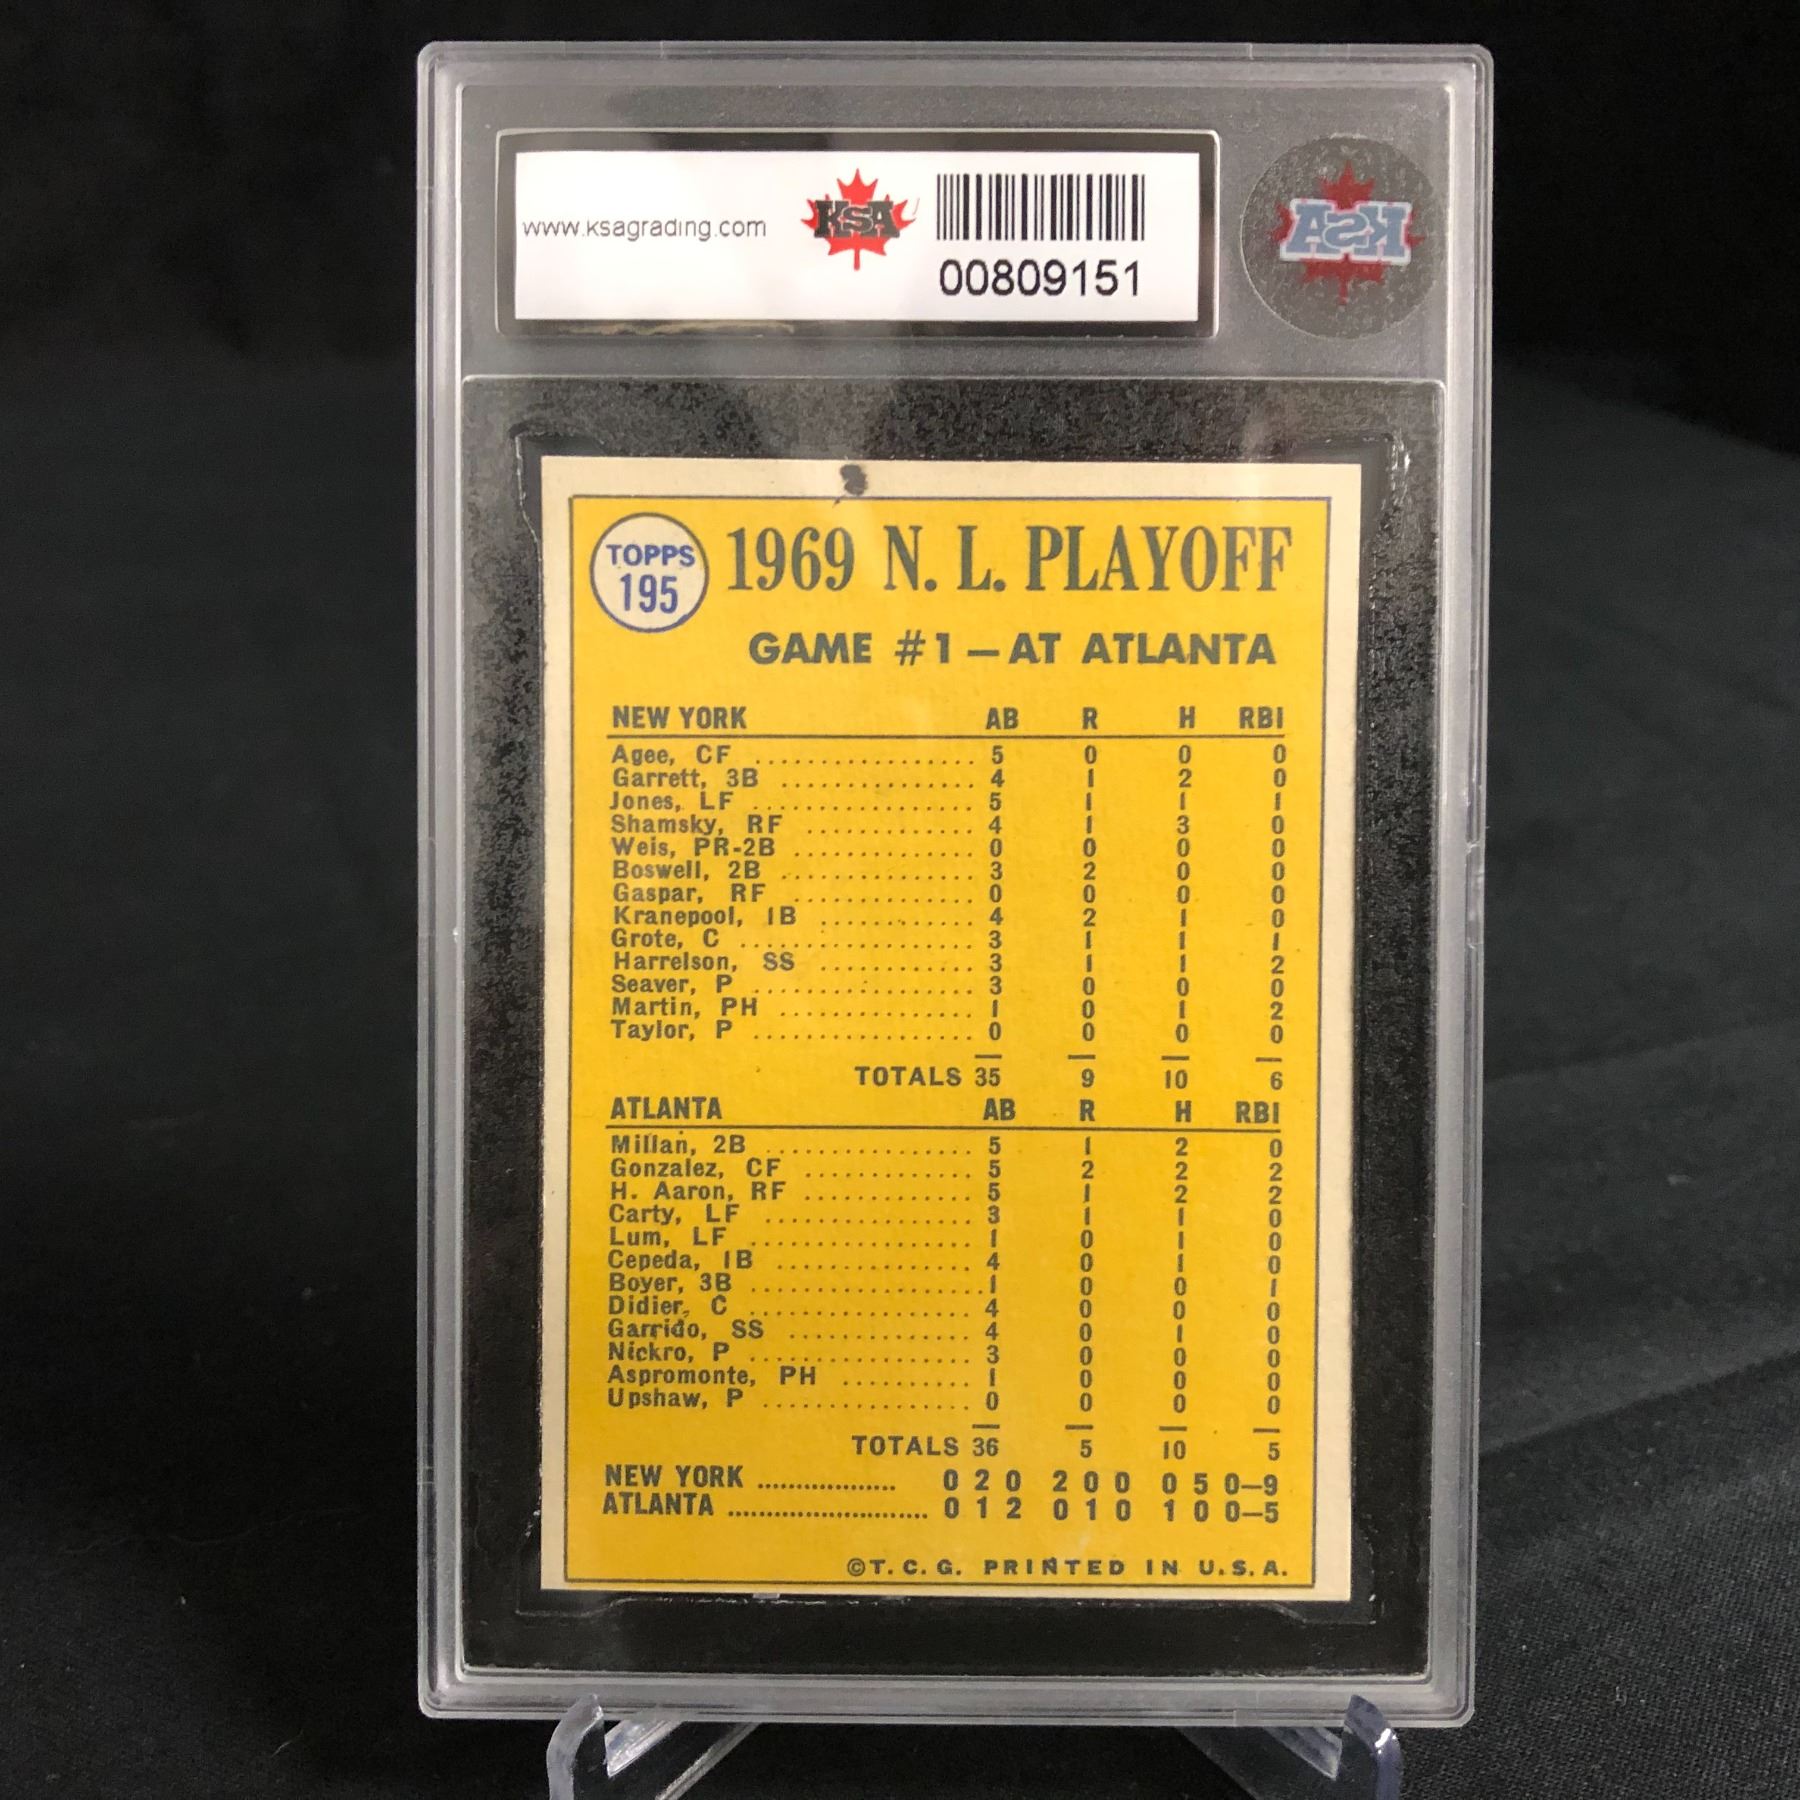 www.ksagrading.com
KSA
00809151
KSA
TOPPS
195
1969 N. L. PLAYOFF
GAME #1—AT ATLANTA
NEW YORK AB R H RBI
Agee, CF .................. 5 0 0 0
Garrett, 3B ............... 4 1 2 0
Jones, LF .................. 5 1 1 1
Shamsky, RF ............. 4 1 3 0
Weis, PR-2B .............. 0 0 0 0
Boswell, 2B ............... 3 2 0 0
Gaspar, RF ............... 0 0 0 0
Kranepool, 1B ............ 4 2 1 0
Grote, C ................... 3 1 1 1
Harrelson, SS ............ 3 1 1 2
Seaver, P .................. 3 0 0 0
Martin, PH ................ 1 0 1 2
Taylor, P .................. 0 0 0 0
TOTALS 35 9 10 6
ATLANTA AB R H RBI
Millan, 2B ................. 5 1 2 0
Gonzalez, CF ............. 5 2 2 2
H. Aaron, RF ............. 5 1 2 2
Carty, LF ................. 3 1 1 0
Lum, LF .................. 1 0 1 0
Cepeda, 1B ............... 4 0 1 0
Boyer, 3B .................. 1 0 0 1
Didier, C .................. 4 0 0 0
Garrido, SS ............... 4 0 1 0
Nickro, P .................. 3 0 0 0
Aspromonte, PH .......... 1 0 0 0
Upshaw, P ................. 0 0 0 0
TOTALS 36 5 10 5
NEW YORK .................. 0 2 0 2 0 0 0 5 0—9
ATLANTA .......................... 0 1 2 0 1 0 1 0 0—5
©T. C. G. PRINTED IN U.S.A.